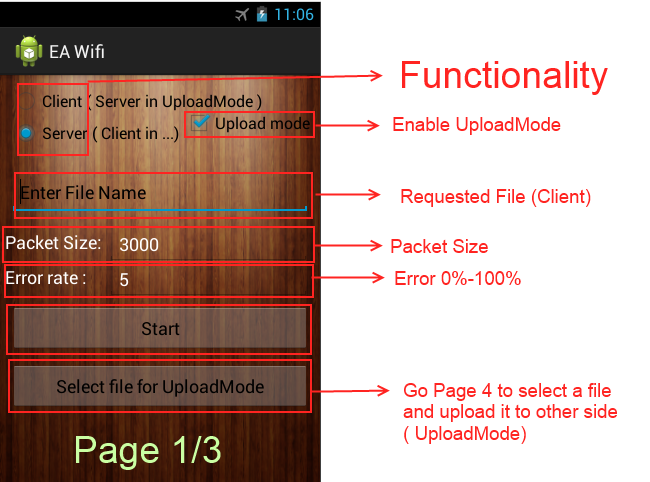 11:06
EA Wifi
Functionality
Client ( Server in UploadMode )
Upload mode
Enable UploadMode
Server ( Client in ...)
Enter File Name
Requested File (Client)
Packet Size: 3000
Packet Size
Error rate : 5
Error 0%-100%
Start
Select file for UploadMode
Go Page 4 to select a file
and upload it to other side
( UploadMode)
Page 1/3